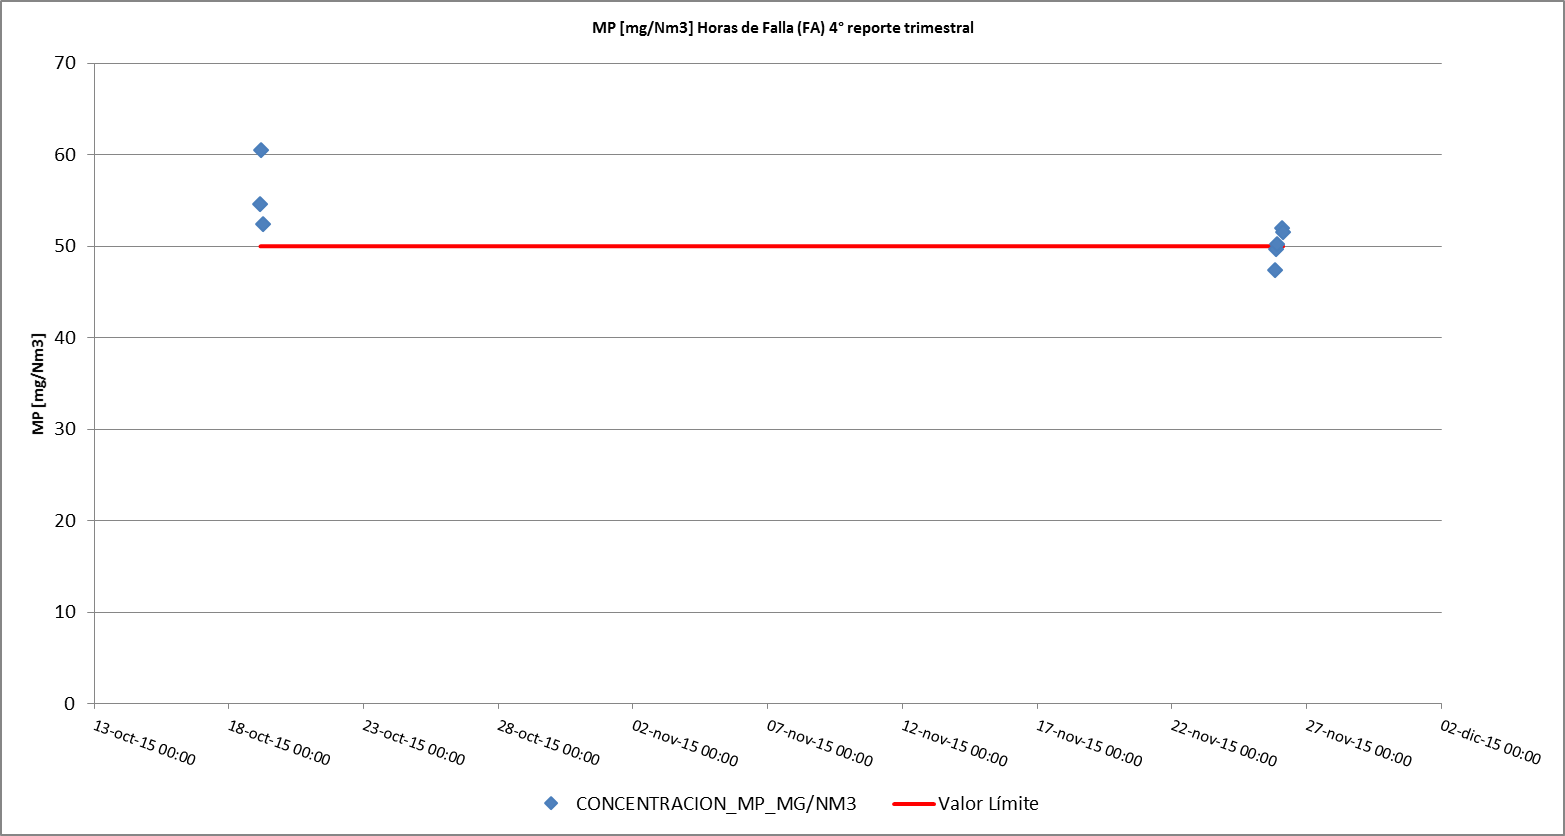 MP [mg/Nm3] Horas de Falla (FA) 4° reporte trimestral
70
60
50
40
30
20
10
0
MP [mg/Nm3]
13-oct-15 00:00
18-oct-15 00:00
23-oct-15 00:00
28-oct-15 00:00
02-nov-15 00:00
07-nov-15 00:00
12-nov-15 00:00
17-nov-15 00:00
22-nov-15 00:00
27-nov-15 00:00
02-dic-15 00:00
CONCENTRACION_MP_MG/NM3
Valor Límite